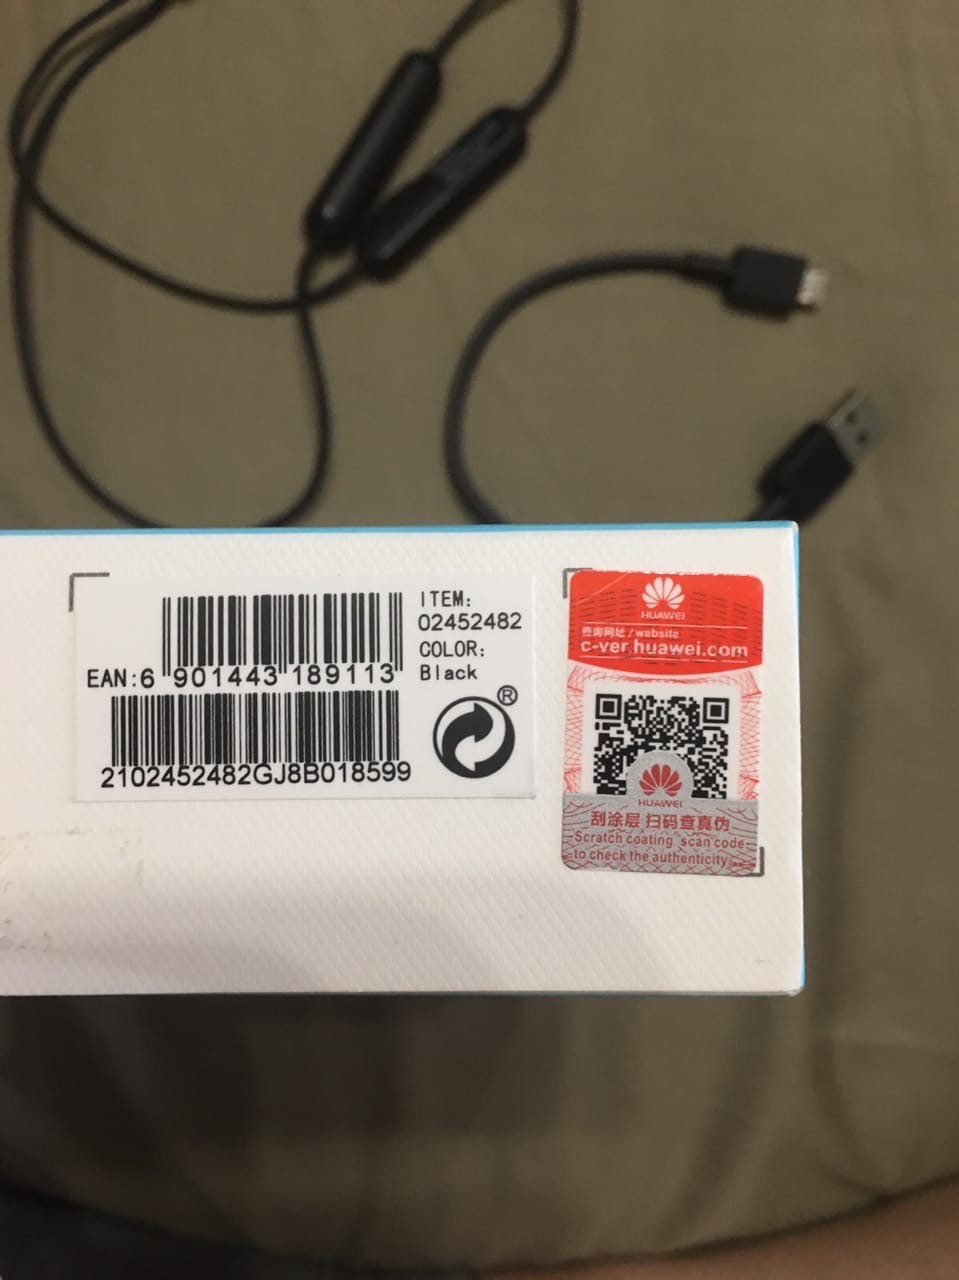 ITEM:
02452482
COLOR:
Black
EAN:6 901443 189113
2102452482GJ8B018599
®
HUAWEI
查询网址/website
c-ver.huawei.com
HUAWEI
刮涂层 扫码查真伪
Scratch coating scan code
to check the authenticity